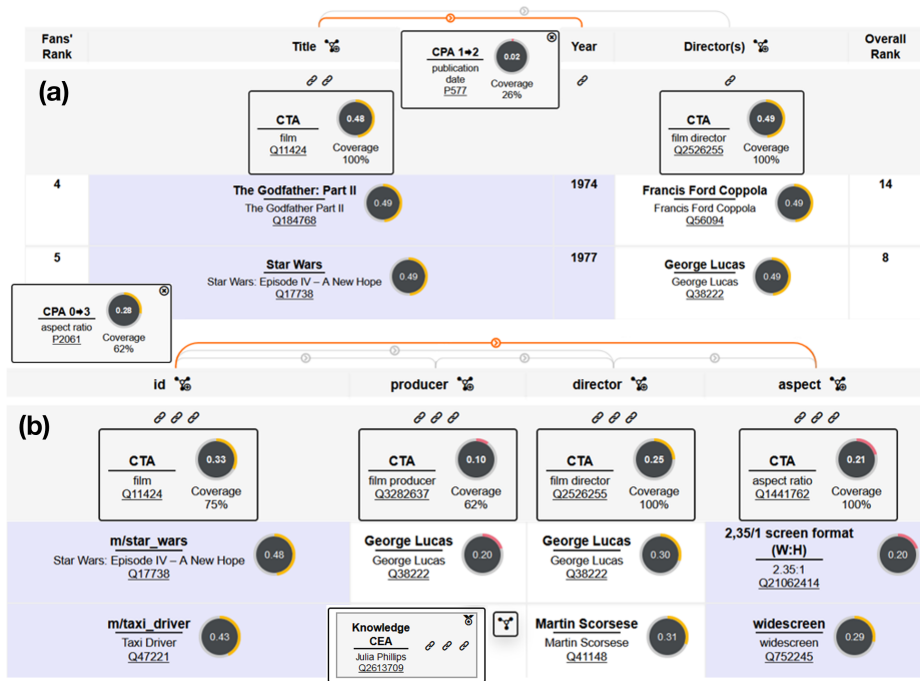 Fans' Rank
Title
Year
Director(s)
Overall Rank
(a)
CPA 1➔2
publication date
P577
0.02
Coverage
26%
CTA
film
Q11424
0.48
Coverage
100%
CTA
film director
Q2526255
0.49
Coverage
100%
4
The Godfather: Part II
The Godfather Part II
Q184768
0.49
1974
Francis Ford Coppola
Francis Ford Coppola
Q56094
0.49
14
5
Star Wars
Star Wars: Episode IV – A New Hope
Q17738
0.49
1977
George Lucas
George Lucas
Q38222
0.49
8
CPA 0➔3
aspect ratio
P2061
0.28
Coverage
62%
id
producer
director
aspect
(b)
CTA
film
Q11424
0.33
Coverage
75%
CTA
film producer
Q3282637
0.10
Coverage
62%
CTA
film director
Q2526255
0.25
Coverage
100%
CTA
aspect ratio
Q1441762
0.21
Coverage
100%
m/star_wars
Star Wars: Episode IV – A New Hope
Q17738
0.48
George Lucas
George Lucas
Q38222
0.20
George Lucas
George Lucas
Q38222
0.30
2,35/1 screen format
(W:H)
2.35:1
Q21062414
0.20
m/taxi_driver
Taxi Driver
Q47221
0.43
Knowledge
CEA
Julia Phillips
Q2613709
Martin Scorsese
Martin Scorsese
Q41148
0.31
widescreen
widescreen
Q752245
0.29